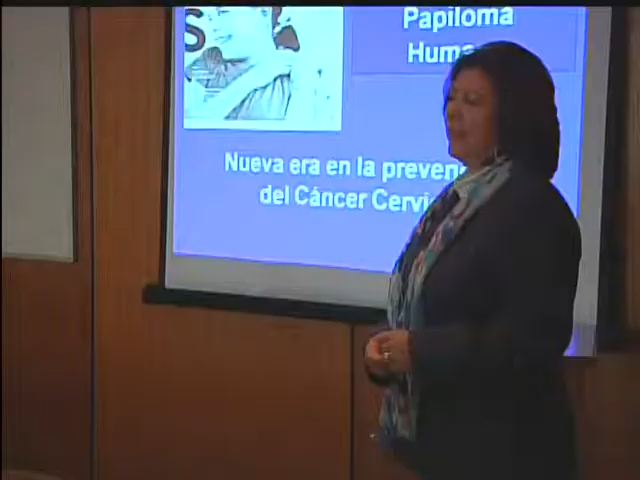 S
Papiloma
Huma
Nueva era en la preven
del Cáncer Cervi